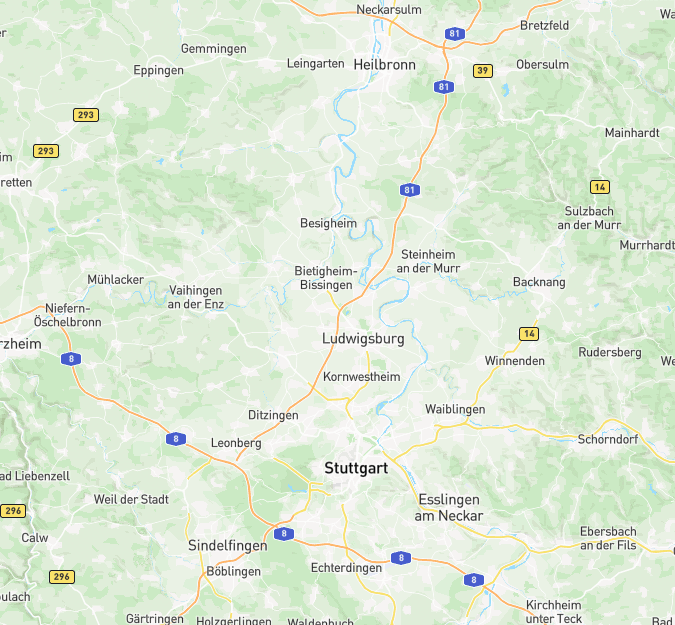 Neckarsulm
Bretzfeld
81
Gemmingen
Leingarten
Heilbronn
Obersulm
Eppingen
39
81
293
Mainhardt
293
retten
81
14
Sulzbach
an der Murr
Besigheim
Murrhardt
Steinheim
an der Murr
Bietigheim-
Bissingen
Mühlacker
Backnang
Vaihingen
an der Enz
Niefern-
Öschelbronn
14
Ludwigsburg
rzheim
8
Rudersberg
Winnenden
Kornwestheim
Waiblingen
Ditzingen
8
Leonberg
Schorndorf
Stuttgart
ad Liebenzell
Weil der Stadt
Esslingen
am Neckar
296
8
Calw
Ebersbach
an der Fils
Sindelfingen
8
Echterdingen
Böblingen
296
8
ulach
Kirchheim
unter Teck
Gärtringen
Holzgerlingen
Waldenbuch
Bad